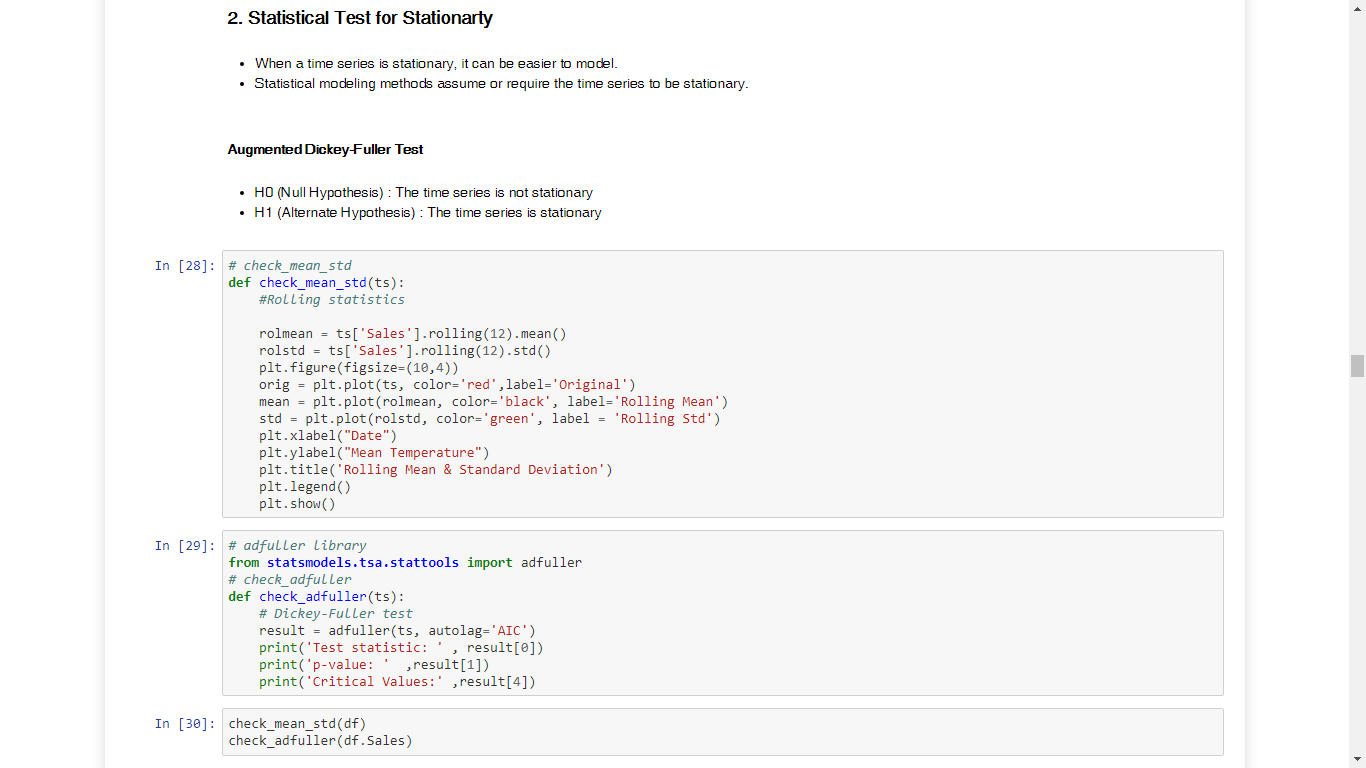 2. Statistical Test for Stationarty
• When a time series is stationary, it can be easier to model.
• Statistical modeling methods assume or require the time series to be stationary.
Augmented Dickey-Fuller Test
• H0 (Null Hypothesis) : The time series is not stationary
• H1 (Alternate Hypothesis) : The time series is stationary
In [28]: # check_mean_std
def check_mean_std(ts):
    #Rolling statistics

    rolmean = ts['Sales'].rolling(12).mean()
    rolstd = ts['Sales'].rolling(12).std()
    plt.figure(figsize=(10,4))
    orig = plt.plot(ts, color='red',label='Original')
    mean = plt.plot(rolmean, color='black', label='Rolling Mean')
    std = plt.plot(rolstd, color='green', label = 'Rolling Std')
    plt.xlabel("Date")
    plt.ylabel("Mean Temperature")
    plt.title('Rolling Mean & Standard Deviation')
    plt.legend()
    plt.show()
In [29]: # adfuller library
from statsmodels.tsa.stattools import adfuller
# check_adfuller
def check_adfuller(ts):
    # Dickey-Fuller test
    result = adfuller(ts, autolag='AIC')
    print('Test statistic: ' , result[0])
    print('p-value: '  ,result[1])
    print('Critical Values:' ,result[4])
In [30]: check_mean_std(df)
check_adfuller(df.Sales)